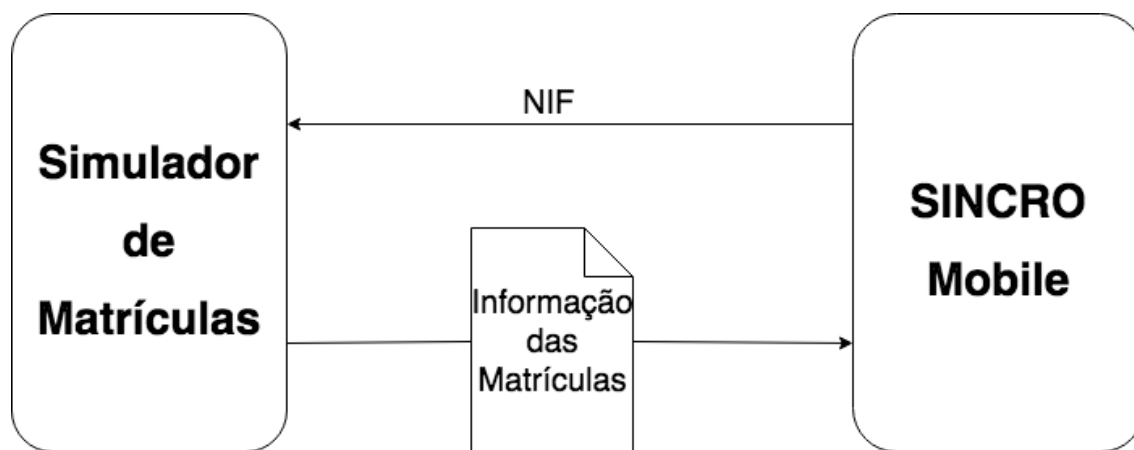 Simulador
de
Matrículas
NIF
Informação
das
Matrículas
SINCRO
Mobile